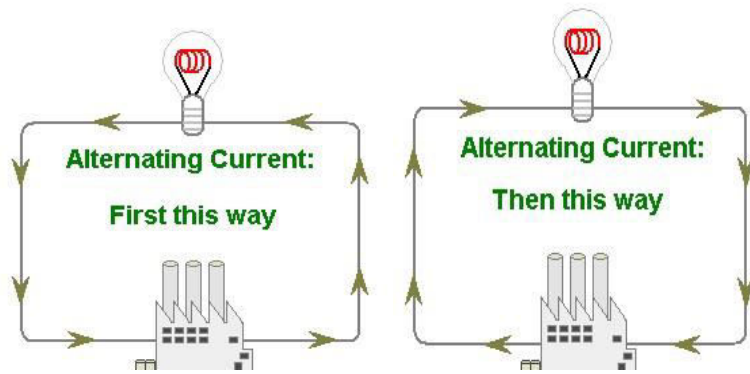 Alternating Current:
First this way
Alternating Current:
Then this way